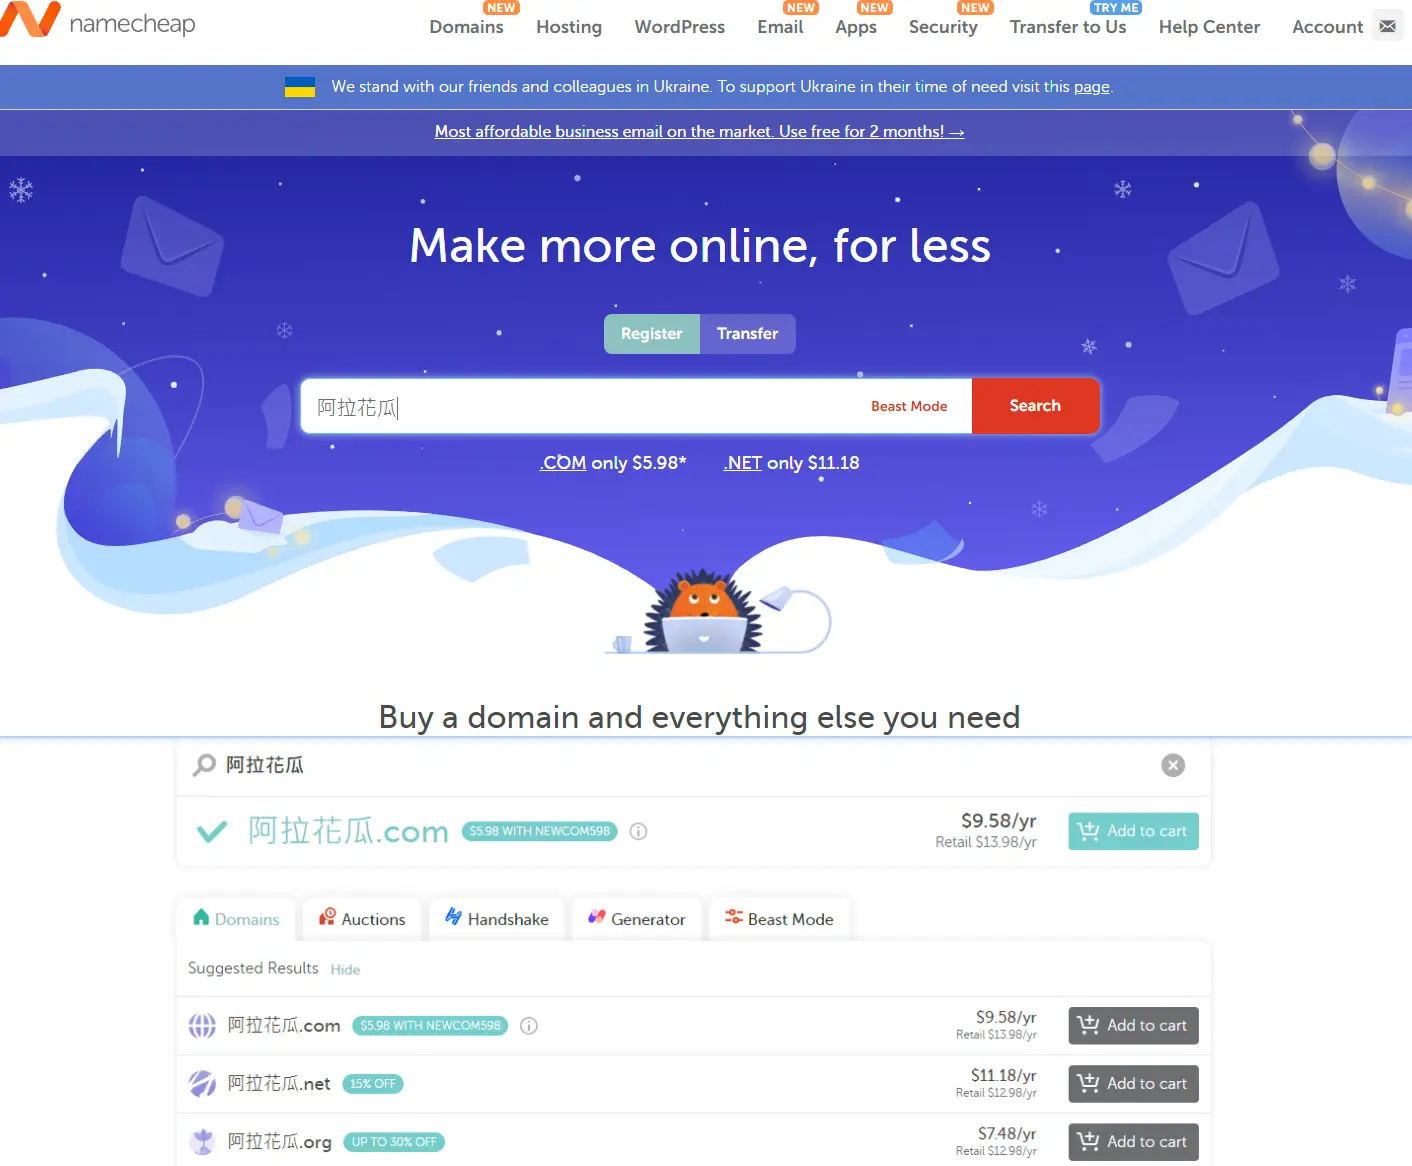 namecheap
NEW NEW NEW NEW TRY ME
Domains Hosting WordPress Email Apps Security Transfer to Us Help Center Account
We stand with our friends and colleagues in Ukraine. To support Ukraine in their time of need visit this page.
Most affordable business email on the market. Use free for 2 months! →
Make more online, for less
Register Transfer
阿拉花瓜 Beast Mode Search
.COM only $5.98* .NET only $11.18
Buy a domain and everything else you need
阿拉花瓜
阿拉花瓜.com $5.98 WITH NEWCOM598 $9.58/yr Add to cart
Retail $13.98/yr
Domains Auctions Handshake Generator Beast Mode
Suggested Results Hide
阿拉花瓜.com $5.98 WITH NEWCOM598 $9.58/yr Add to cart
Retail $13.98/yr
阿拉花瓜.net 15% OFF $11.18/yr Add to cart
Retail $12.98/yr
阿拉花瓜.org UP TO 30% OFF $7.48/yr Add to cart
Retail $12.98/yr